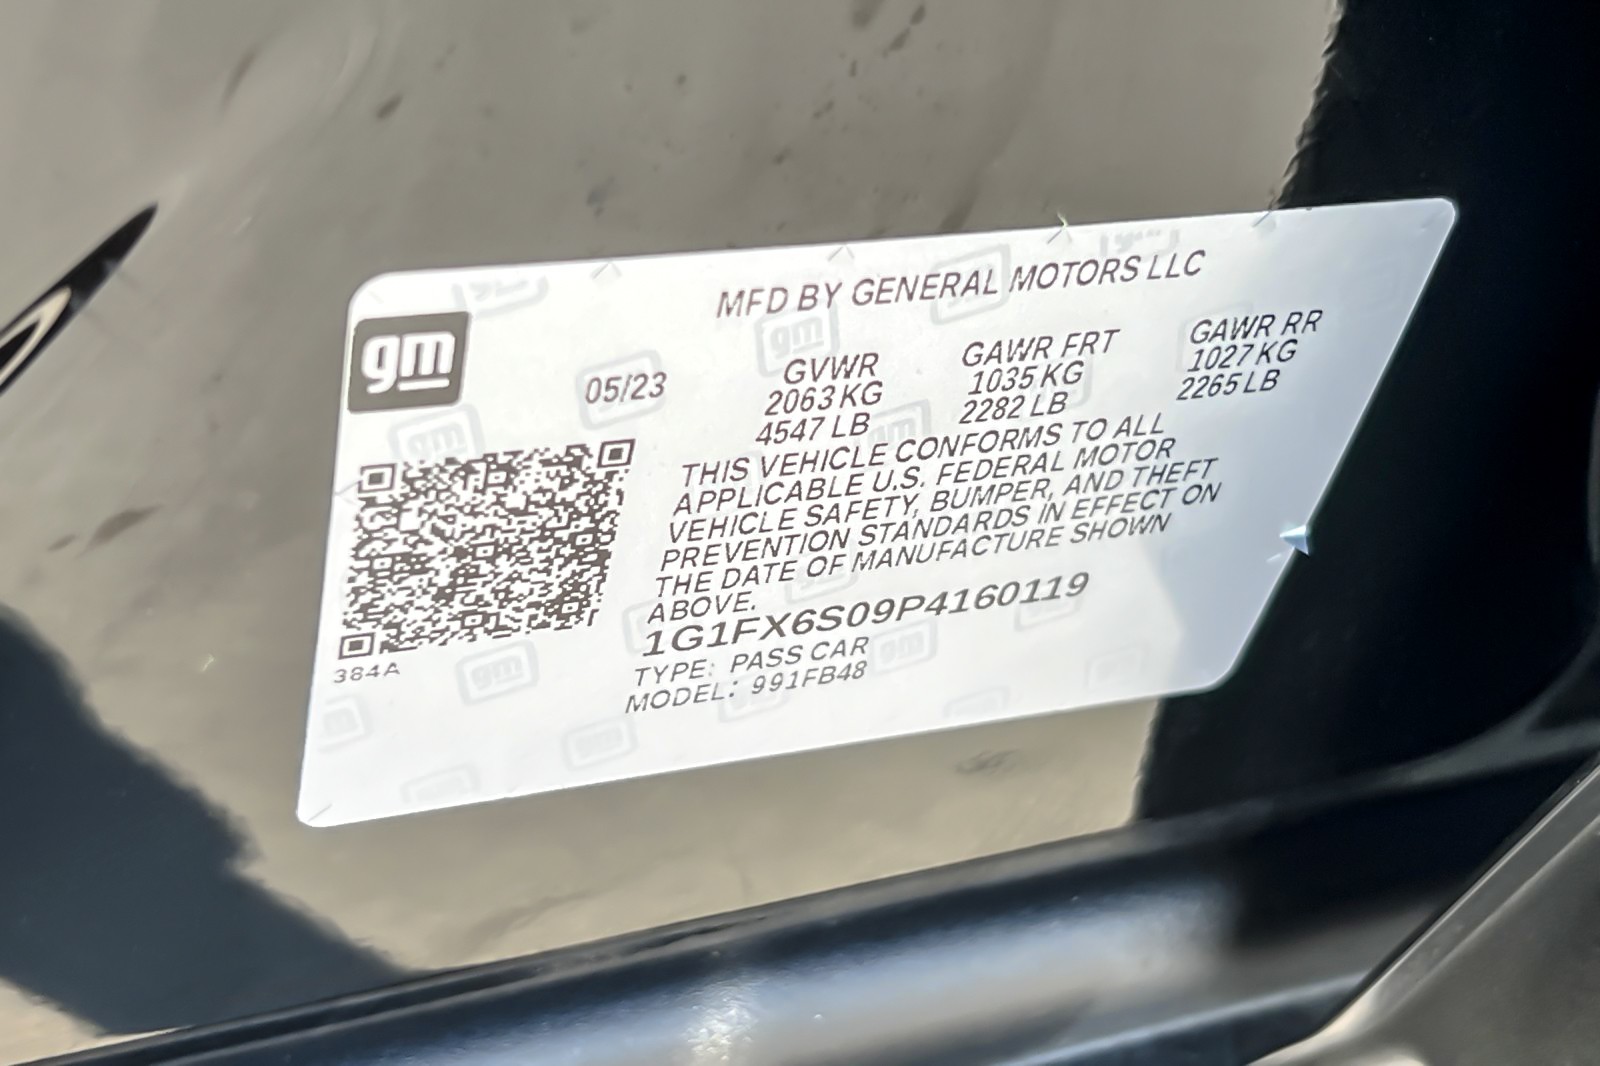 gm
MFD BY GENERAL MOTORS LLC
05/23
GVWR
2063 KG
4547 LB
GAWR FRT
1035 KG
2282 LB
GAWR RR
1027 KG
2265 LB
THIS VEHICLE CONFORMS TO ALL
APPLICABLE U.S. FEDERAL MOTOR
VEHICLE SAFETY, BUMPER, AND THEFT
PREVENTION STANDARDS IN EFFECT ON
THE DATE OF MANUFACTURE SHOWN
ABOVE.
1G1FX6S09P4160119
TYPE: PASS CAR
MODEL: 991FB48
384A